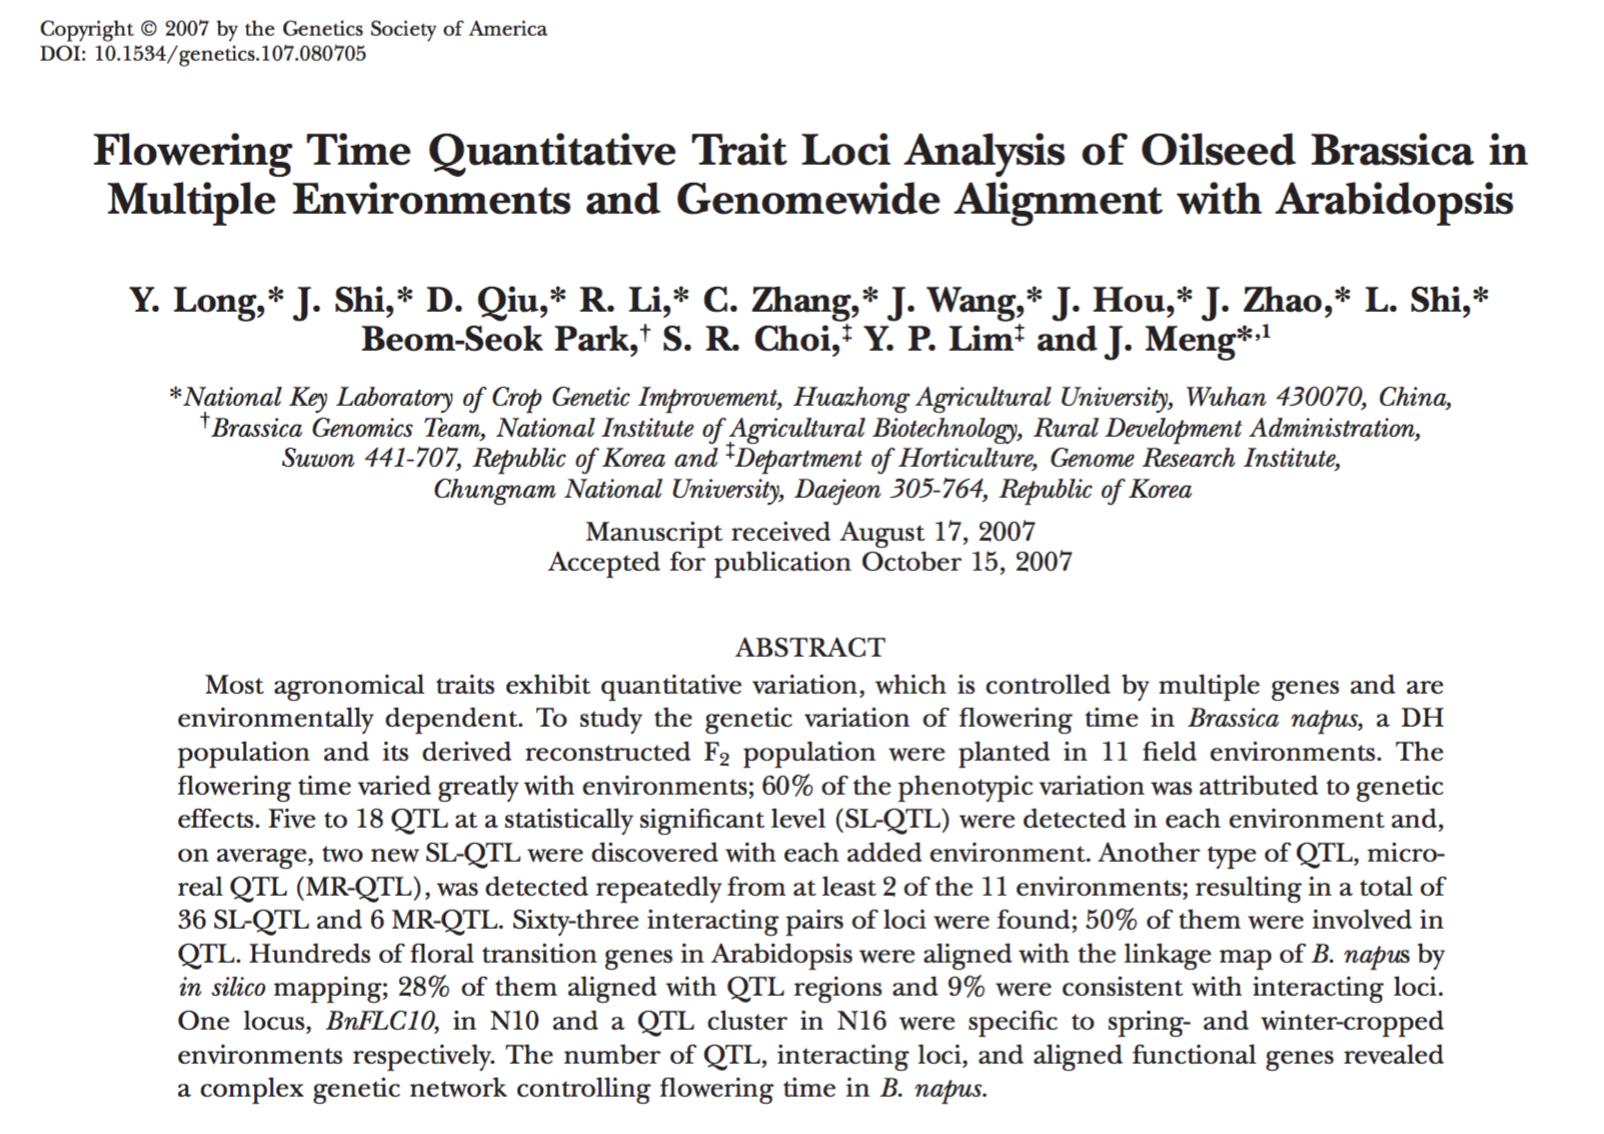 Copyright © 2007 by the Genetics Society of America
DOI: 10.1534/genetics.107.080705
Flowering Time Quantitative Trait Loci Analysis of Oilseed Brassica in
Multiple Environments and Genomewide Alignment with Arabidopsis
Y. Long,* J. Shi,* D. Qiu,* R. Li,* C. Zhang,* J. Wang,* J. Hou,* J. Zhao,* L. Shi,*
Beom-Seok Park,† S. R. Choi,‡ Y. P. Lim‡ and J. Meng*,1
*National Key Laboratory of Crop Genetic Improvement, Huazhong Agricultural University, Wuhan 430070, China,
†Brassica Genomics Team, National Institute of Agricultural Biotechnology, Rural Development Administration,
Suwon 441-707, Republic of Korea and ‡Department of Horticulture, Genome Research Institute,
Chungnam National University, Daejeon 305-764, Republic of Korea
Manuscript received August 17, 2007
Accepted for publication October 15, 2007
ABSTRACT
Most agronomical traits exhibit quantitative variation, which is controlled by multiple genes and are
environmentally dependent. To study the genetic variation of flowering time in Brassica napus, a DH
population and its derived reconstructed F2 population were planted in 11 field environments. The
flowering time varied greatly with environments; 60% of the phenotypic variation was attributed to genetic
effects. Five to 18 QTL at a statistically significant level (SL-QTL) were detected in each environment and,
on average, two new SL-QTL were discovered with each added environment. Another type of QTL, micro-
real QTL (MR-QTL), was detected repeatedly from at least 2 of the 11 environments; resulting in a total of
36 SL-QTL and 6 MR-QTL. Sixty-three interacting pairs of loci were found; 50% of them were involved in
QTL. Hundreds of floral transition genes in Arabidopsis were aligned with the linkage map of B. napus by
in silico mapping; 28% of them aligned with QTL regions and 9% were consistent with interacting loci.
One locus, BnFLC10, in N10 and a QTL cluster in N16 were specific to spring- and winter-cropped
environments respectively. The number of QTL, interacting loci, and aligned functional genes revealed
a complex genetic network controlling flowering time in B. napus.